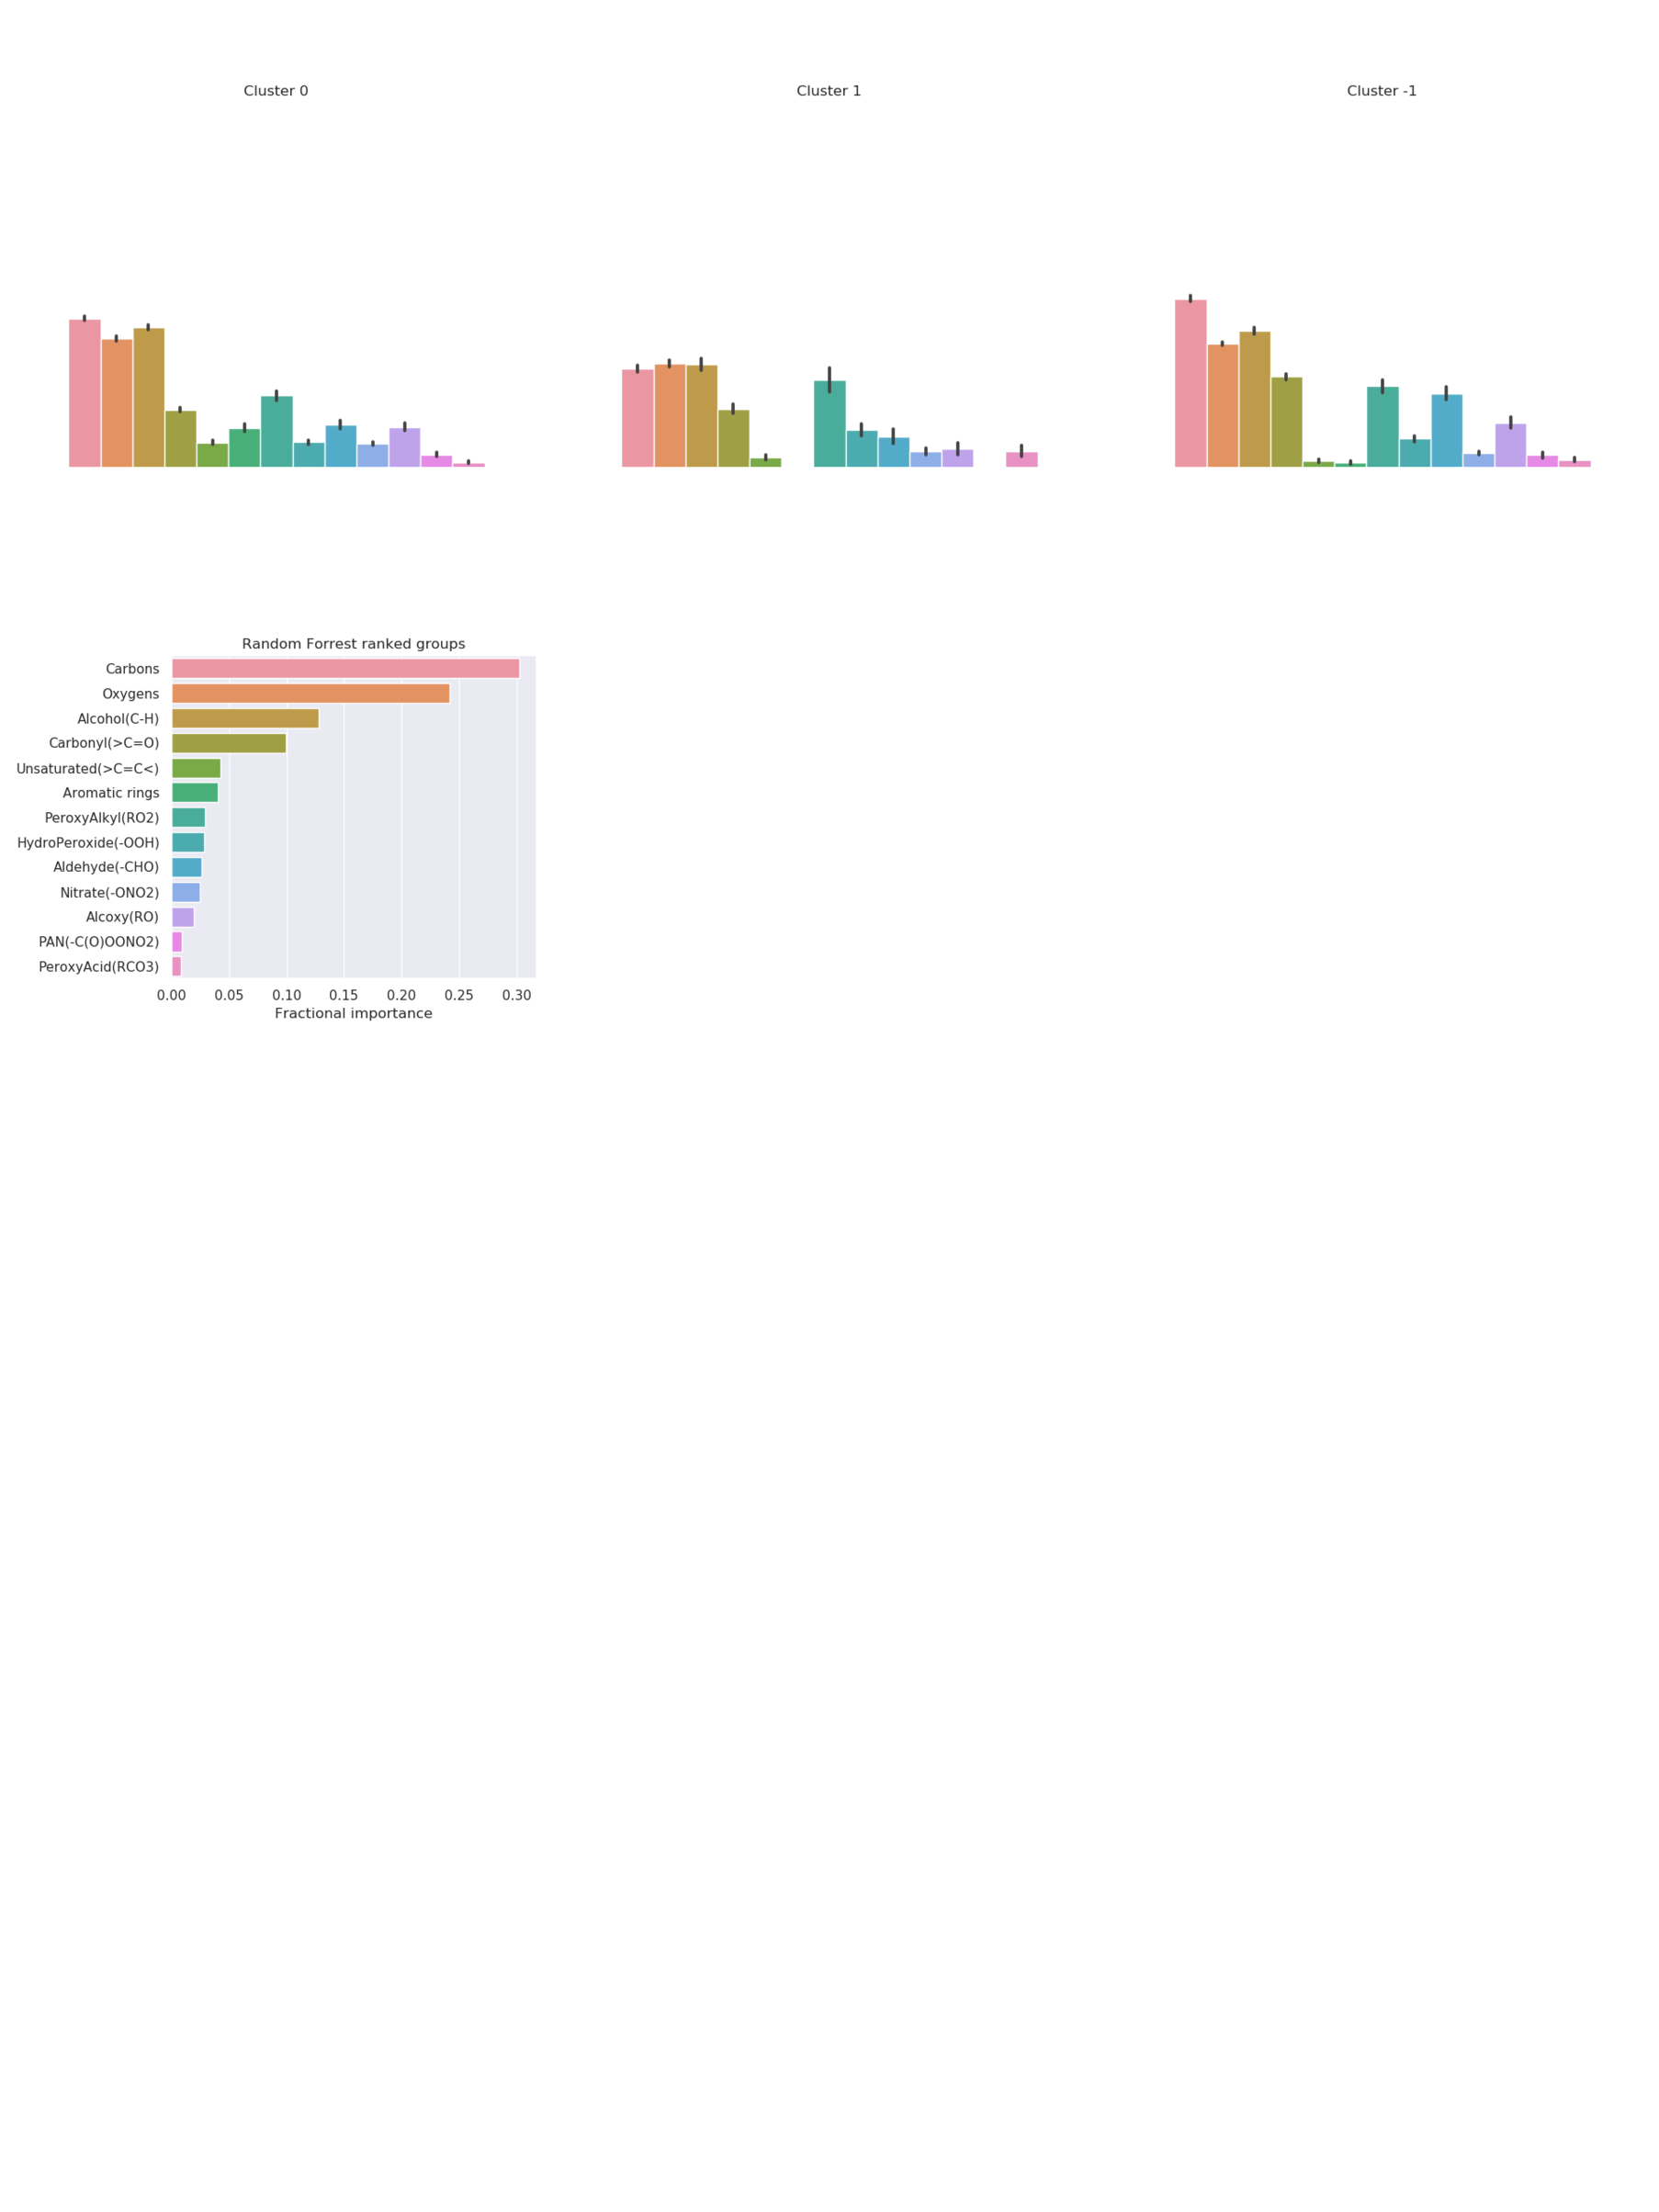 Cluster 0
Cluster 1
Cluster -1
Random Forrest ranked groups
Carbons
Oxygens
Alcohol(C-H)
Carbonyl(>C=O)
Unsaturated(>C=C<)
Aromatic rings
PeroxyAlkyl(RO2)
HydroPeroxide(-OOH)
Aldehyde(-CHO)
Nitrate(-ONO2)
Alcoxy(RO)
PAN(-C(O)OONO2)
PeroxyAcid(RCO3)
0.00 0.05 0.10 0.15 0.20 0.25 0.30
Fractional importance